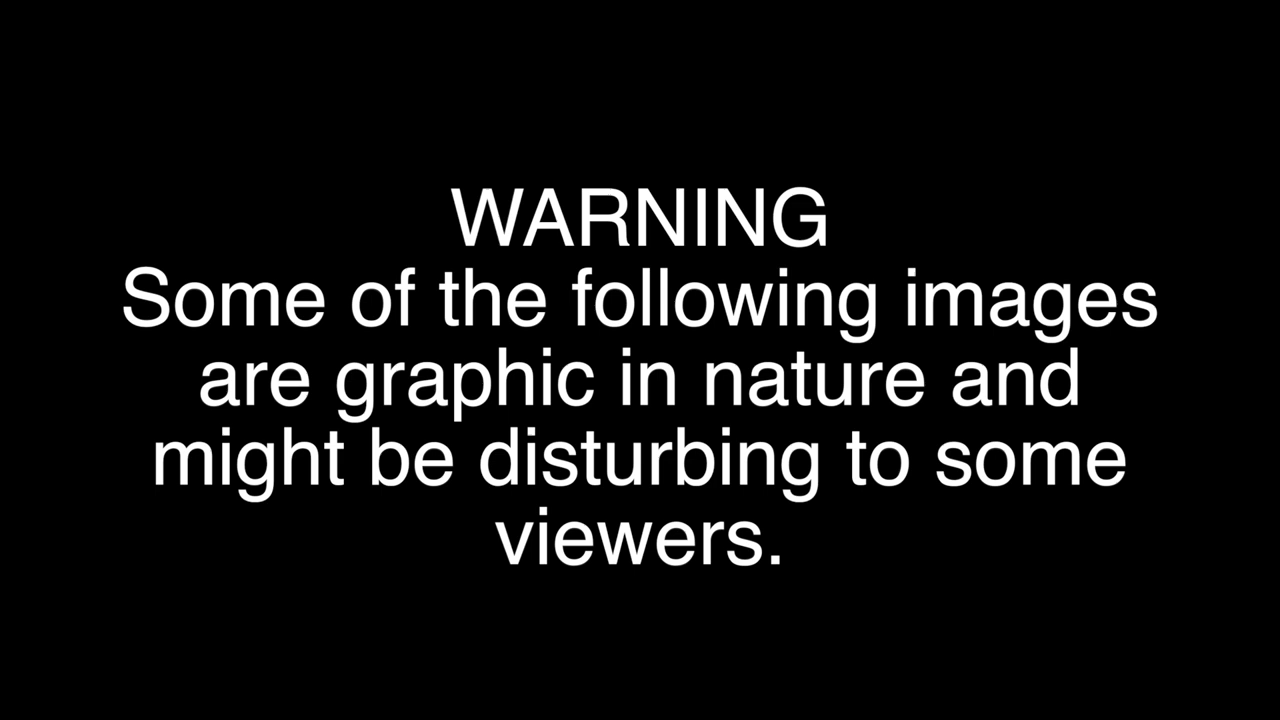 WARNING
Some of the following images
are graphic in nature and
might be disturbing to some
viewers.